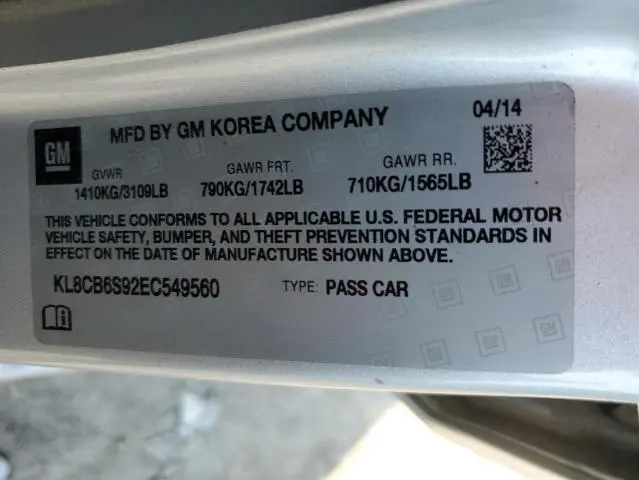 MFD BY GM KOREA COMPANY 04/14
GM
GVWR GAWR FRT. GAWR RR.
1410KG/3109LB 790KG/1742LB 710KG/1565LB
THIS VEHICLE CONFORMS TO ALL APPLICABLE U.S. FEDERAL MOTOR
VEHICLE SAFETY, BUMPER, AND THEFT PREVENTION STANDARDS IN
EFFECT ON THE DATE OF MANUFACTURE SHOWN ABOVE.
KL8CB6S92EC549560 TYPE: PASS CAR